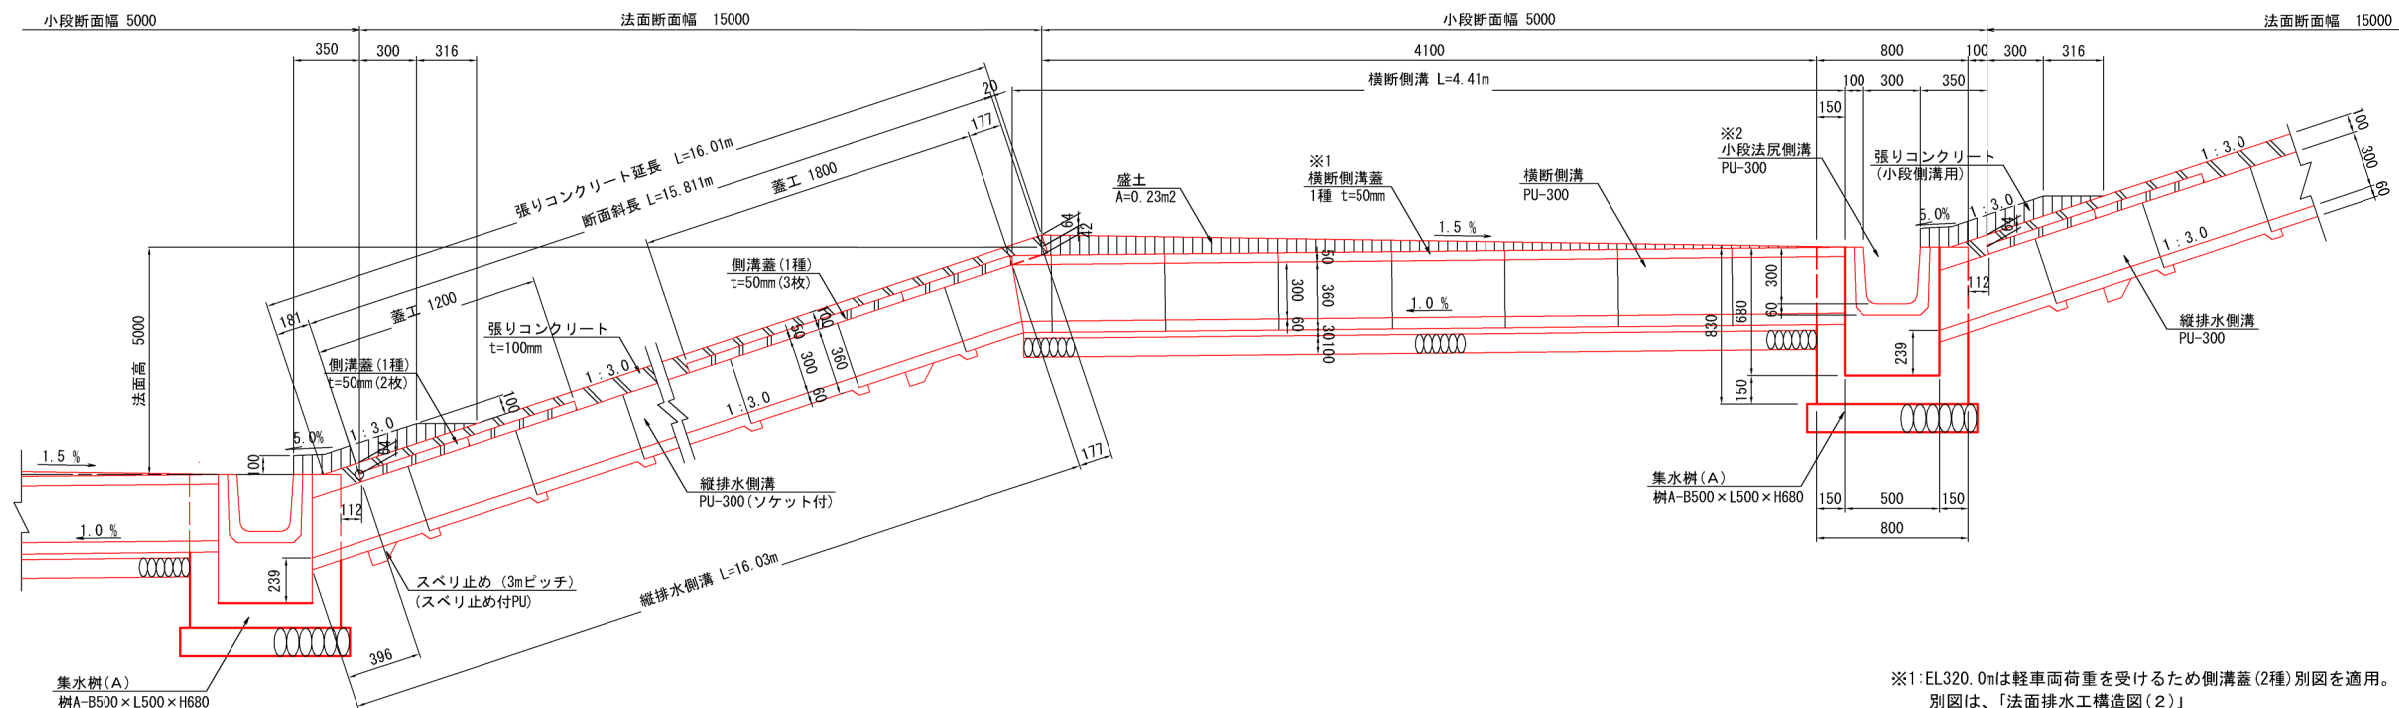 小段断面幅 5000
法面断面幅 15000
小段断面幅 5000
法面断面幅 15000
350
300
316
4100
800
100
300
316
横断側溝 L=4.41m
100
300
350
150
張りコンクリート延長 L=16.01m
断面斜長 L=15.811m
蓋工 1800
20
177
181
蓋工 1200
※1
横断側溝蓋
1種 t=50mm
盛土
A=0.23m2
横断側溝
PU-300
※2
小段法尻側溝
PU-300
張りコンクリート
(小段側溝用)
1:3.0
100
300
60
5.0%
1:3.0
64
1:3.0
112
縦排水側溝
PU-300
64
42
1.5 %
50
300
360
60
30
100
1.0 %
300
60
680
830
239
150
法面高 5000
側溝蓋(1種)
t=50mm(3枚)
張りコンクリート
t=100mm
側溝蓋(1種)
t=50mm(2枚)
1:3.0
100
50
300
360
60
1:3.0
100
5.0%
1:3.0
64
100
1.5 %
1.0 %
112
239
縦排水側溝
PU-300(ソケット付)
177
スベリ止め (3mピッチ)
(スベリ止め付PU)
縦排水側溝 L=16.03m
396
集水桝(A)
桝A-B500×L500×H680
集水桝(A)
桝A-B500×L500×H680
150
500
150
800
※1:EL320.0mは軽車両荷重を受けるため側溝蓋(2種)別図を適用。
別図は、「法面排水工構造図(2)」